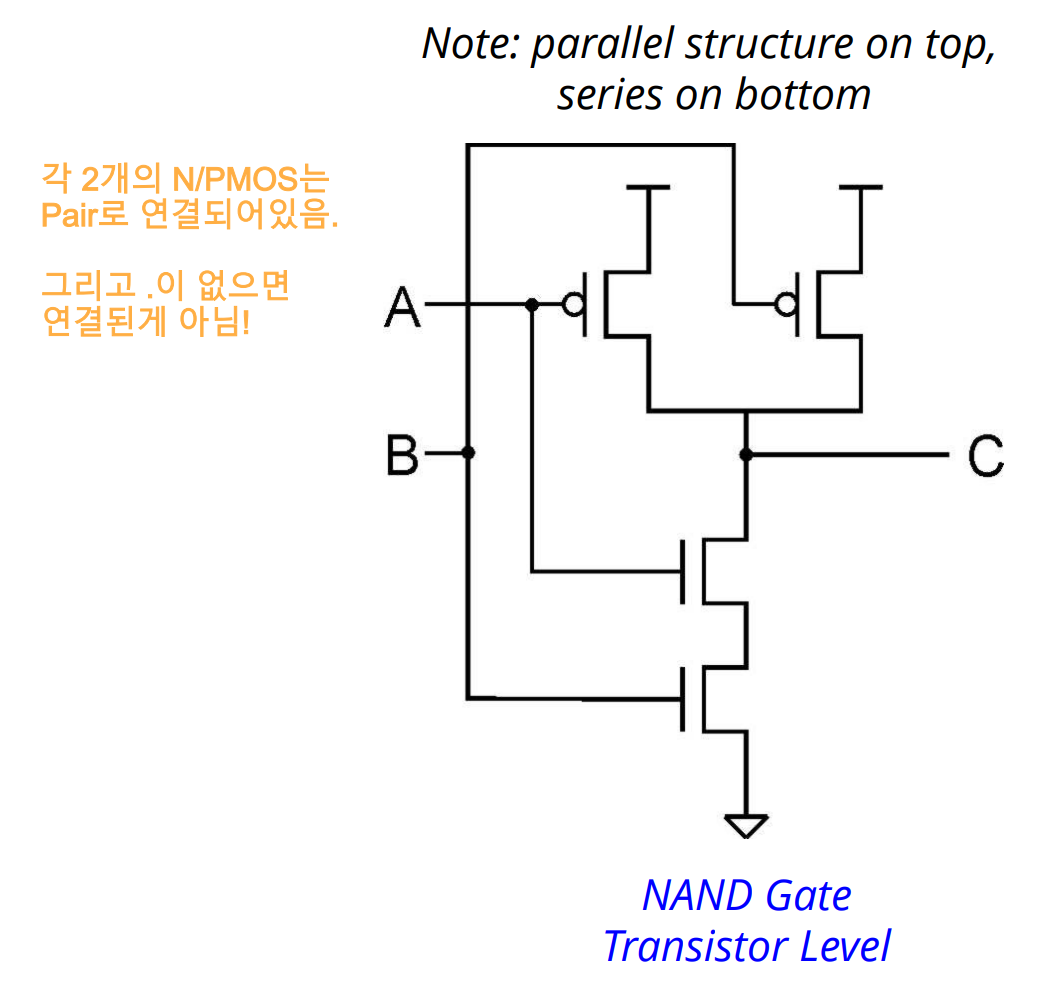 Note: parallel structure on top,
series on bottom
각 2개의 N/PMOS는
Pair로 연결되어있음.
그리고 .이 없으면
연결된게 아님!
A
B
C
NAND Gate
Transistor Level